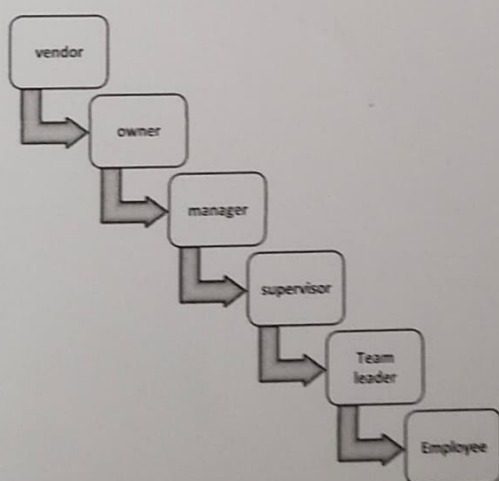 vendor
owner
manager
supervisor
Team
leader
Employee